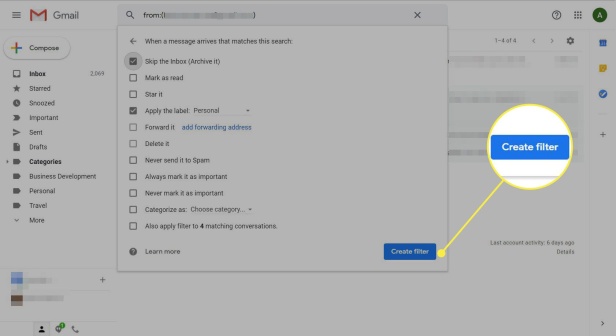 Gmail
from:(
)
A
Compose
When a message arrives that matches this search:
1–4 of 4
Inbox 2,069
Starred
Snoozed
Important
Sent
Drafts
Categories
Business Development
Personal
Travel
More
Skip the Inbox (Archive it)
Mark as read
Star it
Apply the label: Personal
Forward it add forwarding address
Delete it
Never send it to Spam
Always mark it as important
Never mark it as important
Categorize as: Choose category...
Also apply filter to 4 matching conversations.
Learn more
Create filter
Create filter
Last account activity: 6 days ago
Details